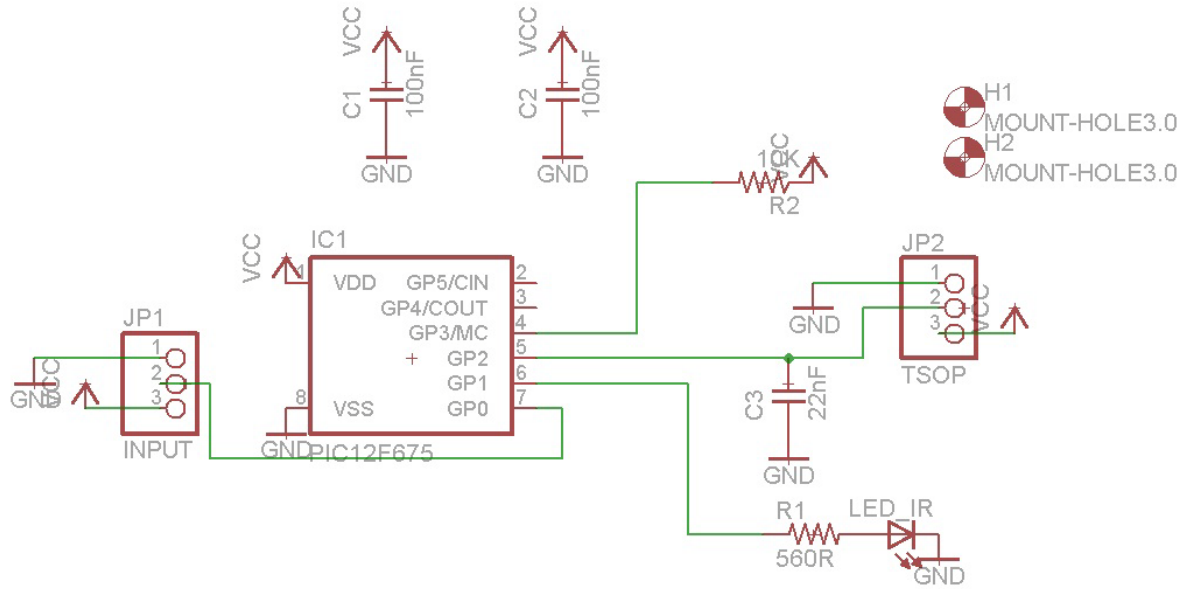 VCC
C1
100nF
GND
VCC
C2
100nF
GND
H1
MOUNT-HOLE3.0
H2
MOUNT-HOLE3.0
10K
VCC
R2
IC1
VCC
1
VDD
GP5/CIN
2
GP4/COUT
3
GP3/MC
4
GP2
5
GP1
6
8
VSS
GP0
7
GND
PIC12F675
JP1
1
2
3
GND
VCC
INPUT
JP2
1
2
3
GND
VCC
TSOP
C3
22nF
GND
R1
560R
LED_IR
GND